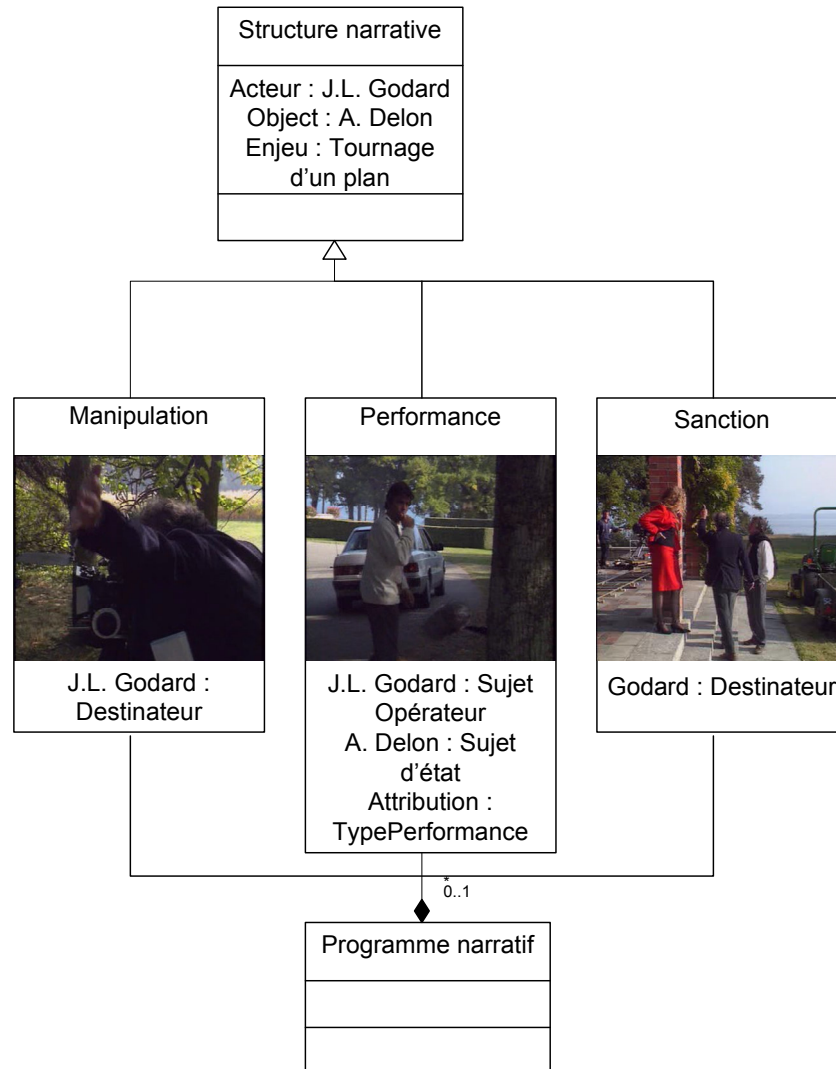 Structure narrative
Acteur : J.L. Godard
Object : A. Delon
Enjeu : Tournage
d'un plan
Manipulation
J.L. Godard :
Destinateur
Performance
J.L. Godard : Sujet
Opérateur
A. Delon : Sujet
d'état
Attribution :
TypePerformance
Sanction
Godard : Destinateur
*
0..1
Programme narratif